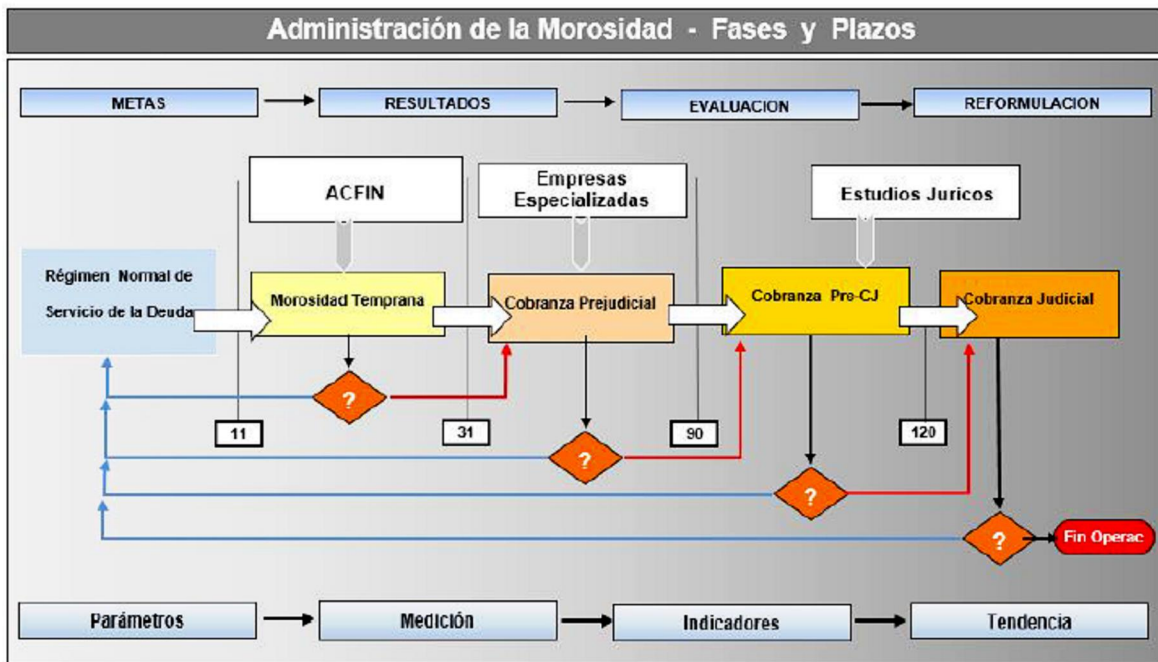 Administración de la Morosidad - Fases y Plazos
METAS
RESULTADOS
EVALUACION
REFORMULACION
ACFIN
Empresas
Especializadas
Estudios Juricos
Régimen Normal de
Servicio de la Deuda
Morosidad Temprana
Cobranza Prejudicial
Cobranza Pre-CJ
Cobranza Judicial
?
11
31
90
120
?
?
?
Fin Operac
Parámetros
Medición
Indicadores
Tendencia